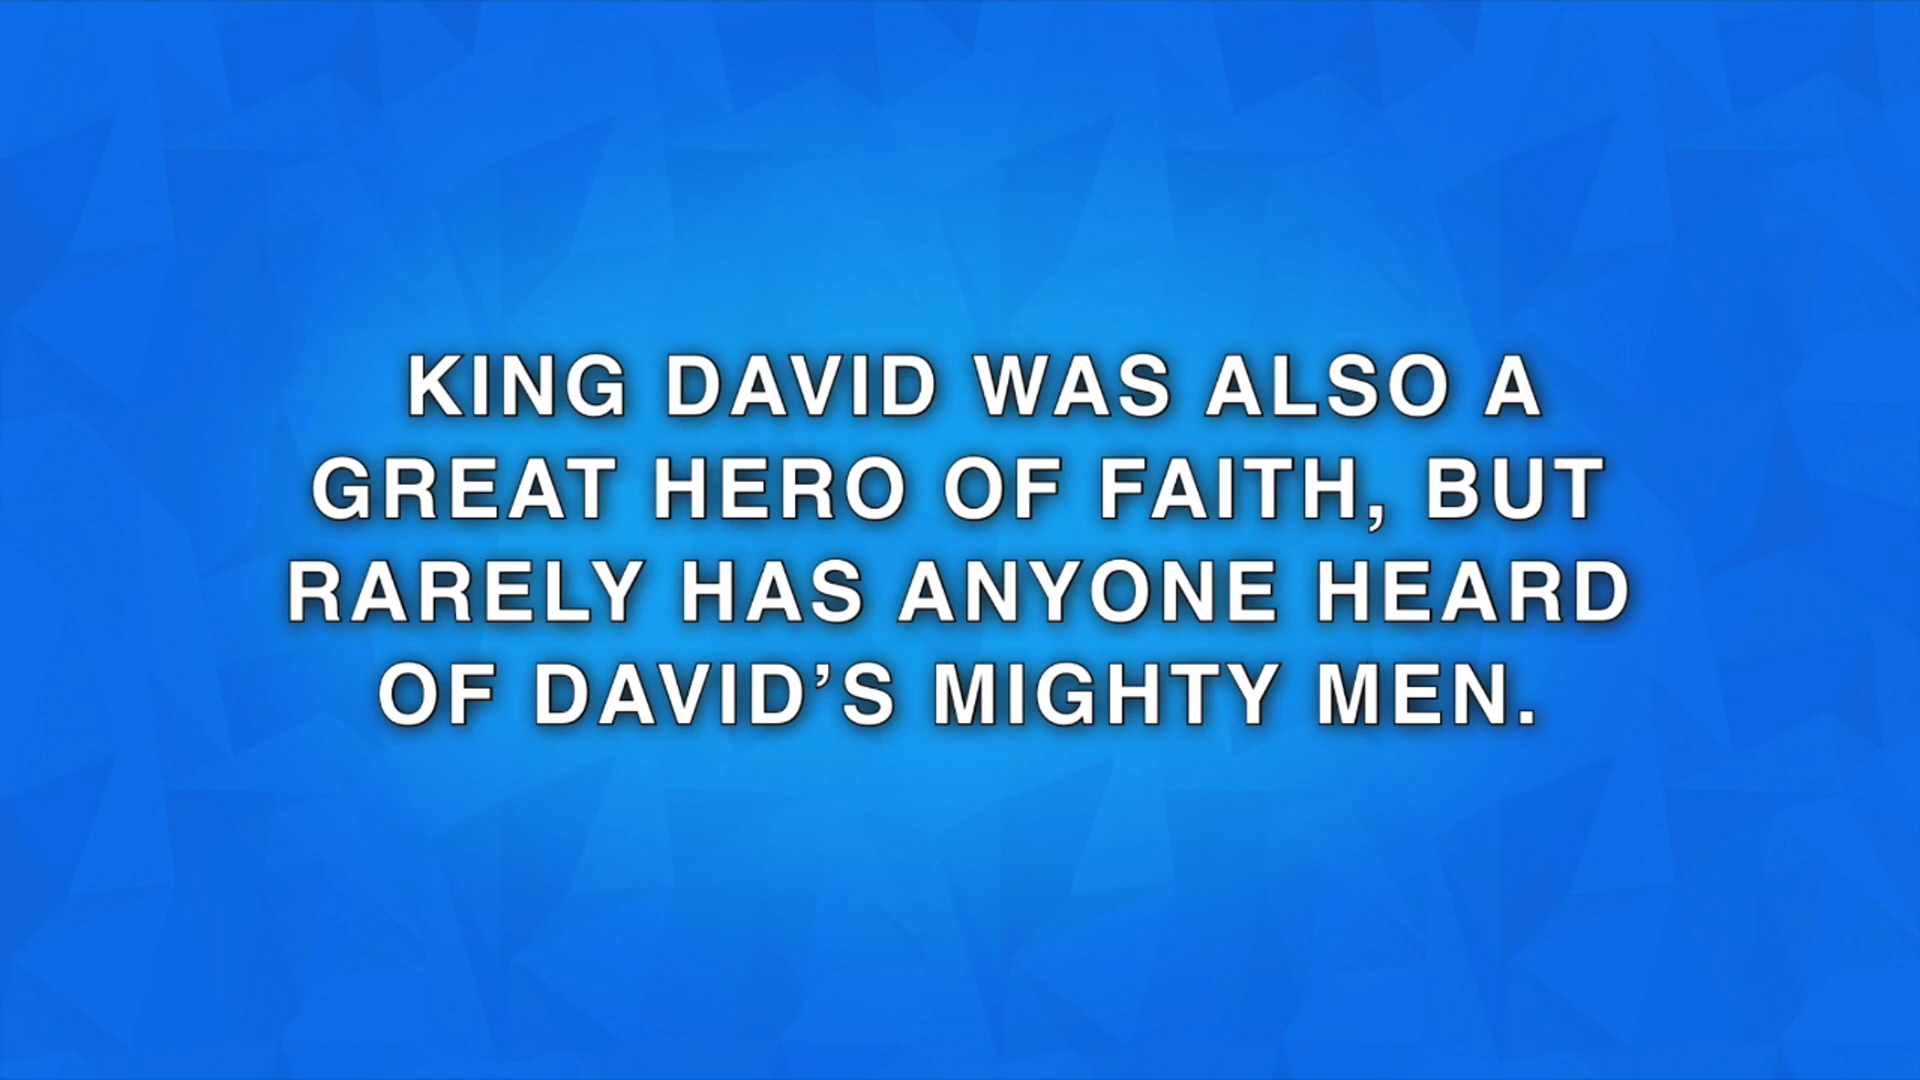 KING DAVID WAS ALSO A
GREAT HERO OF FAITH, BUT
RARELY HAS ANYONE HEARD
OF DAVID’S MIGHTY MEN.